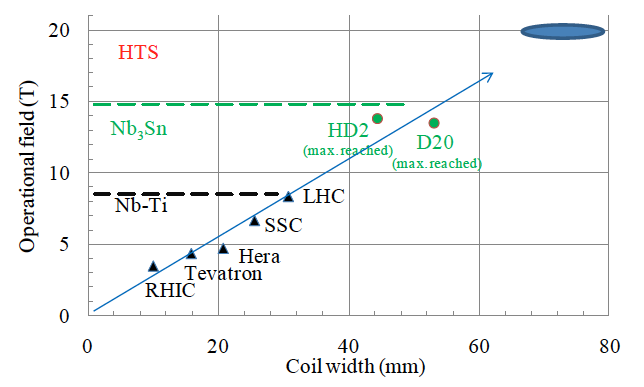 20
HTS
15
Nb3Sn
HD2
(max. reached)
D20
(max. reached)
10
Nb-Ti
LHC
SSC
5
Hera
Tevatron
RHIC
0
0 20 40 60 80
Coil width (mm)
Operational field (T)